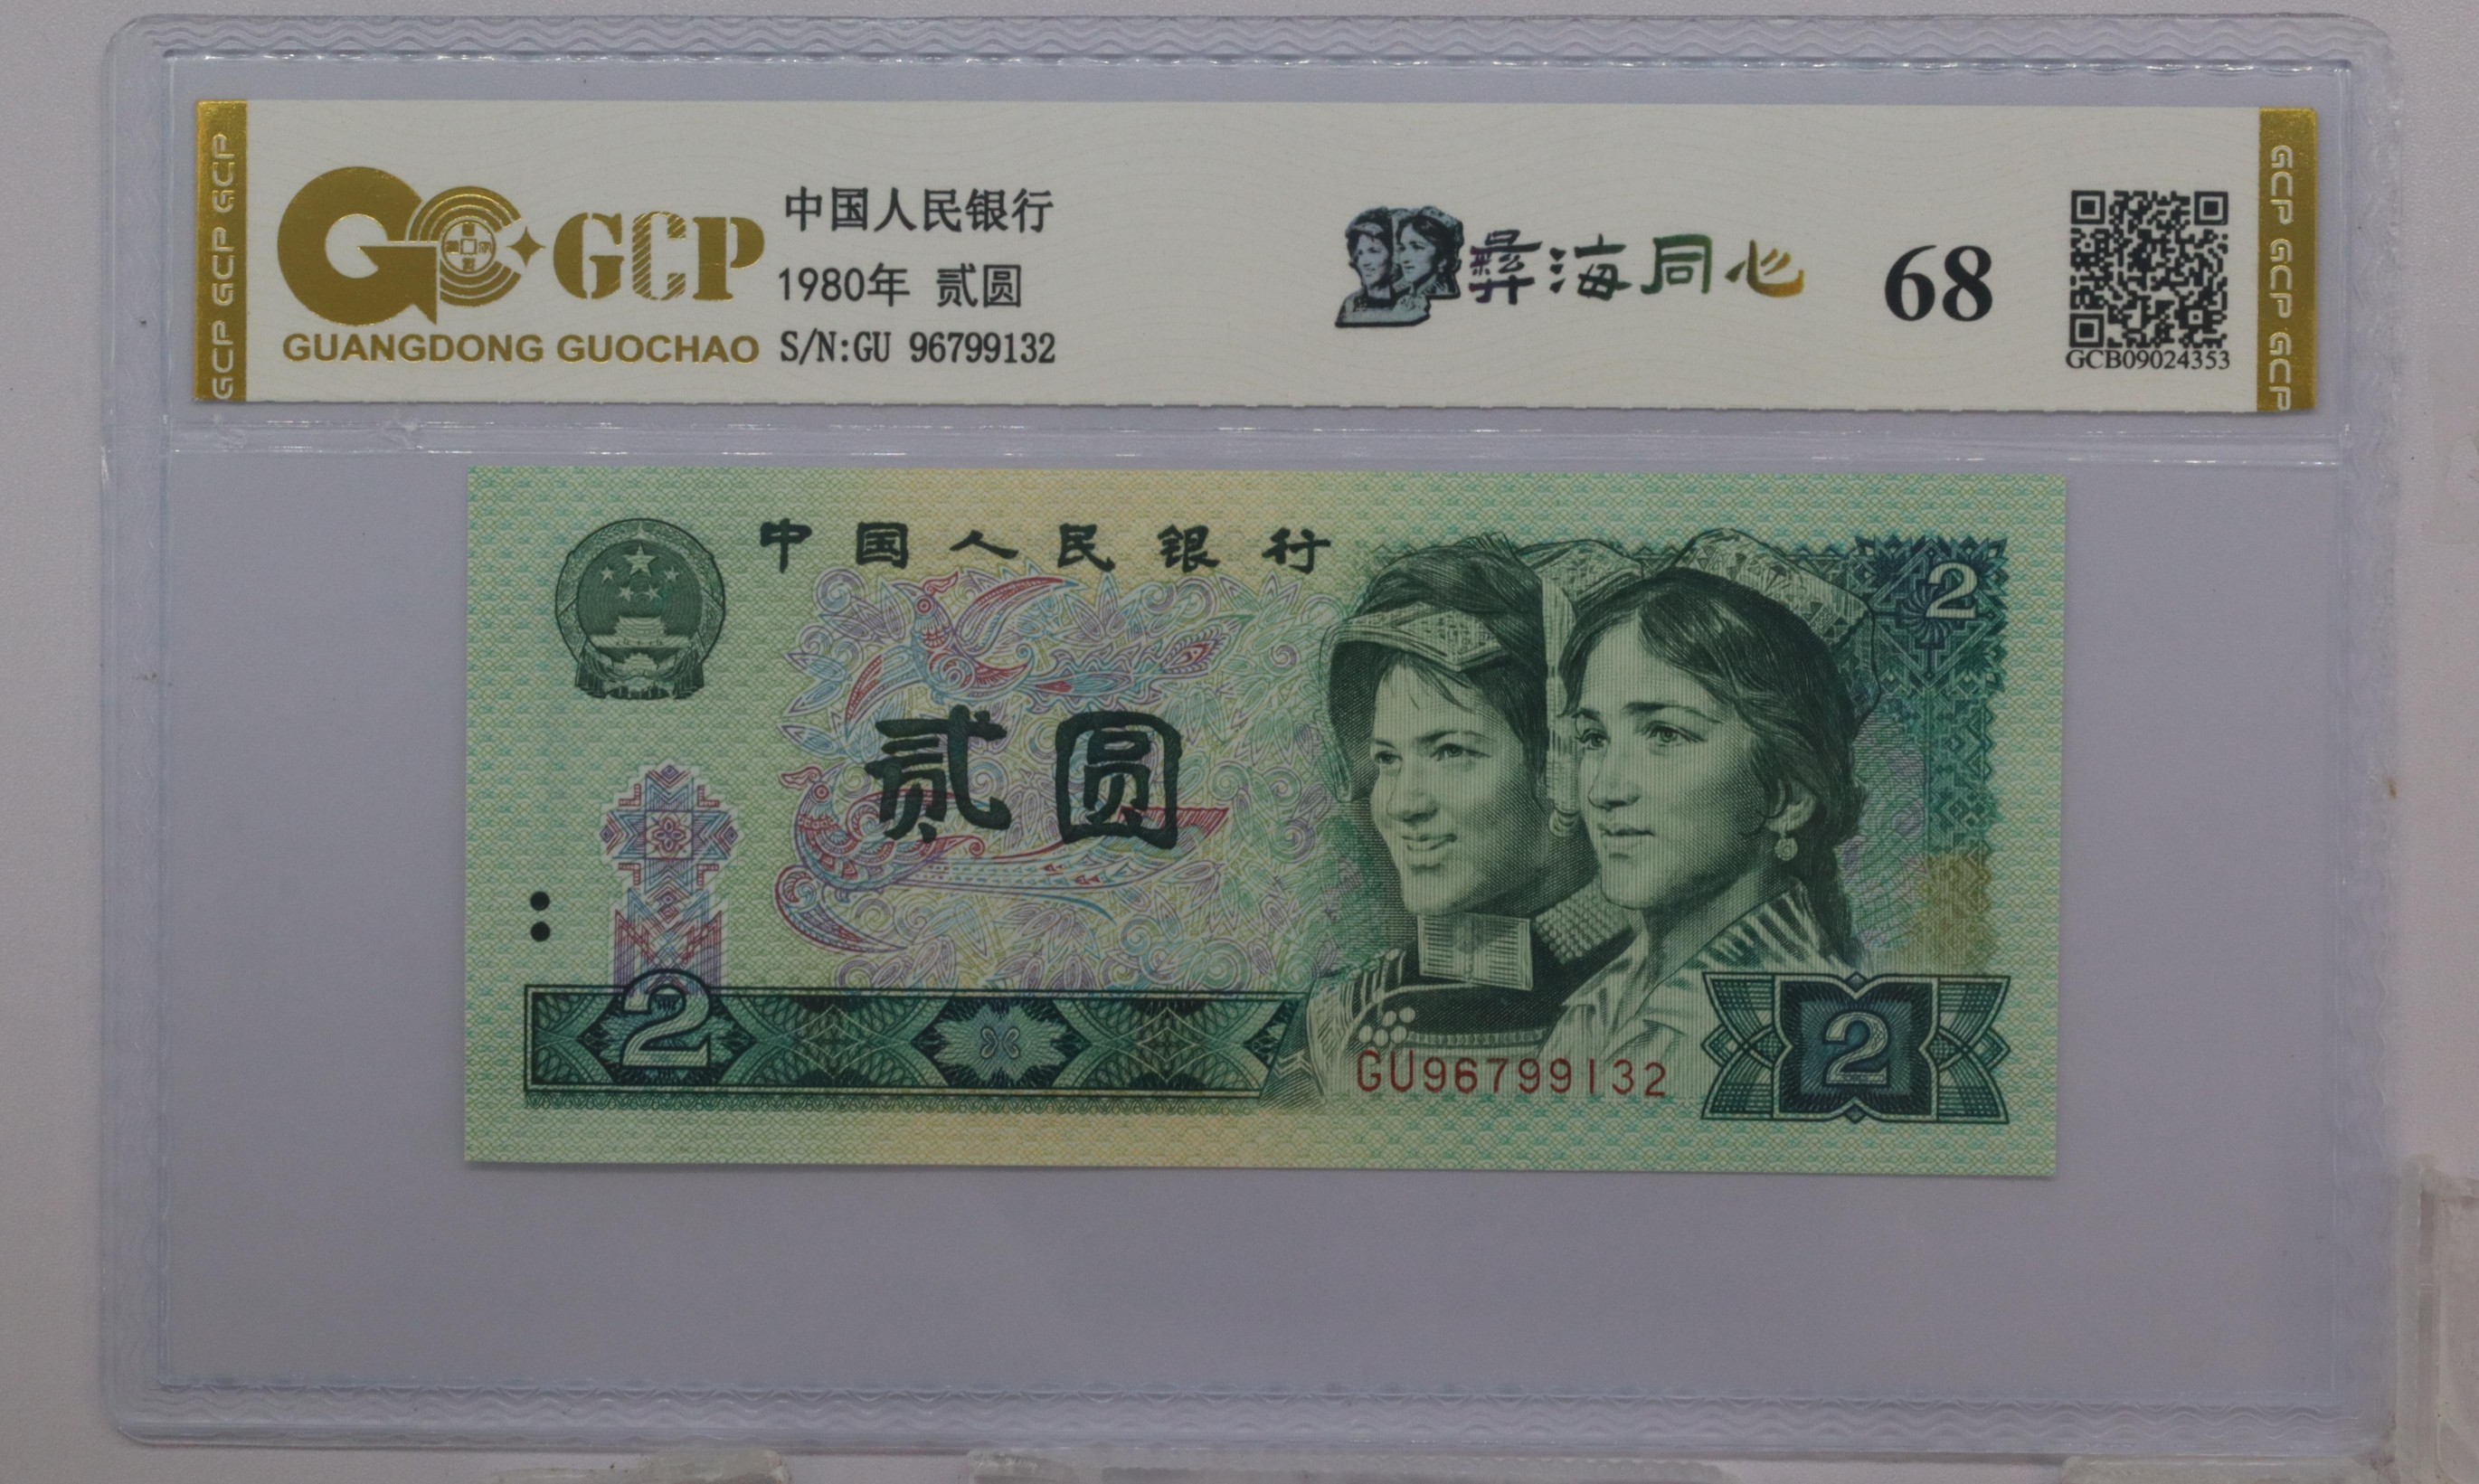 GCP GCP GCP
GCP
GUANGDONG GUOCHAO
中国人民银行
1980年 贰圆
S/N:GU 96799132
彝海同心
68
GCB09024353
GCP GCP GCP
中国人民银行
2
贰圆
2
GU96799132
2